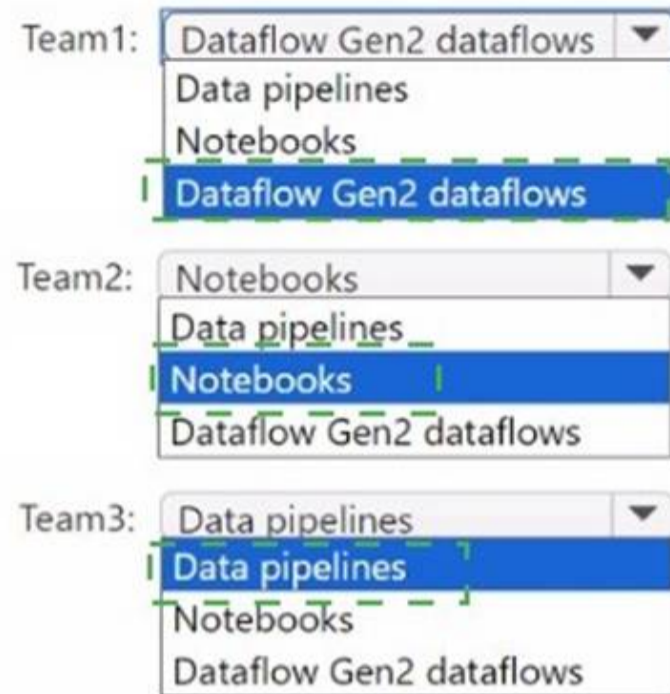 Team1: Dataflow Gen2 dataflows
Data pipelines
Notebooks
Dataflow Gen2 dataflows
Team2: Notebooks
Data pipelines
Notebooks
Dataflow Gen2 dataflows
Team3: Data pipelines
Data pipelines
Notebooks
Dataflow Gen2 dataflows